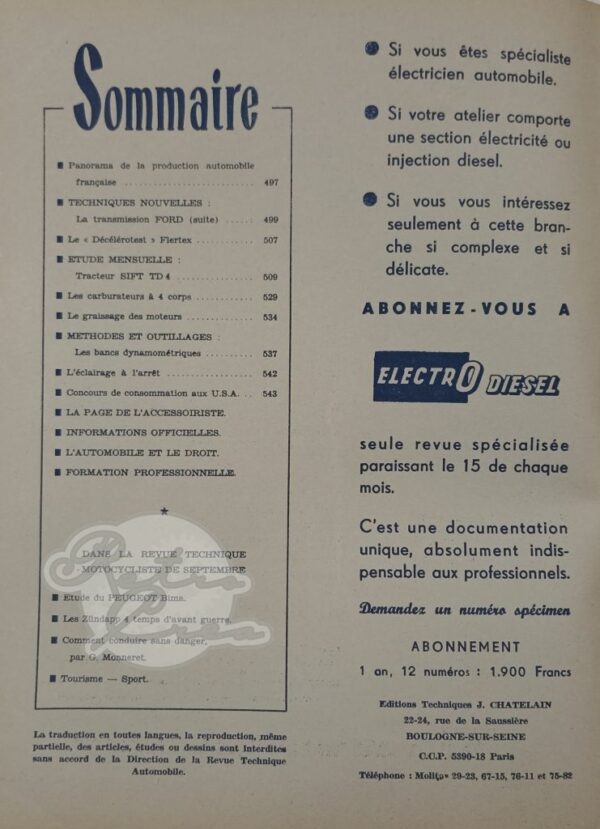 Sommaire
■ Panorama de la production automobile
française .......................... 497
■ TECHNIQUES NOUVELLES :
La transmission FORD (suite) ...... 499
■ Le « Décélérotest » Flertex ............ 507
■ ETUDE MENSUELLE :
Tracteur SIFT TD 4 .................. 509
■ Les carburateurs à 4 corps ............ 529
■ Le graissage des moteurs .............. 534
■ METHODES ET OUTILLAGES :
Les bancs dynamométriques .......... 537
■ L'éclairage à l'arrêt .................. 542
■ Concours de consommation aux U.S.A. .. 543
■ LA PAGE DE L'ACCESSOIRISTE.
■ INFORMATIONS OFFICIELLES.
■ L'AUTOMOBILE ET LE DROIT.
■ FORMATION PROFESSIONNELLE.
★
DANS LA REVUE TECHNIQUE
MOTOCYCLISTE DE SEPTEMBRE
■ Etude du PEUGEOT Bima.
■ Les Zündapp 4 temps d'avant guerre.
■ Comment conduire sans danger,
par G. Monneret.
■ Tourisme — Sport.
La traduction en toutes langues, la reproduction, même
partielle, des articles, études ou dessins sont interdites
sans accord de la Direction de la Revue Technique
Automobile.
● Si vous êtes spécialiste
électricien automobile.
● Si votre atelier comporte
une section électricité ou
injection diesel.
● Si vous vous intéressez
seulement à cette bran-
che si complexe et si
délicate.
ABONNEZ-VOUS A
ELECTRO DIESEL
seule revue spécialisée
paraissant le 15 de chaque
mois.
C'est une documentation
unique, absolument indis-
pensable aux professionnels.
Demandez un numéro spécimen
ABONNEMENT
1 an, 12 numéros : 1.900 Francs
Editions Techniques J. CHATELAIN
22-24, rue de la Saussière
BOULOGNE-SUR-SEINE
C.C.P. 5390-18 Paris
Téléphone : Molitor 29-23, 67-15, 76-11 et 75-82